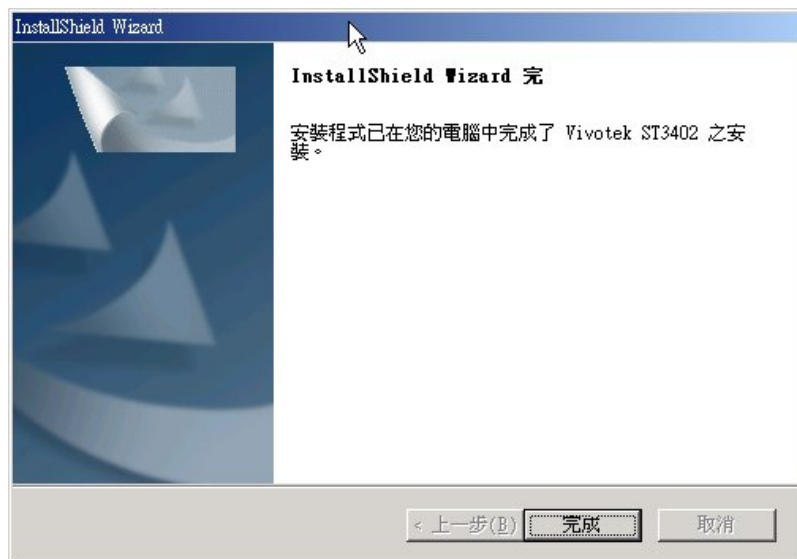 InstallShield Wizard
InstallShield Wizard 完
安裝程式已在您的電腦中完成了 Vivotek ST3402 之安
裝。
< 上一步(B)
完成
取消